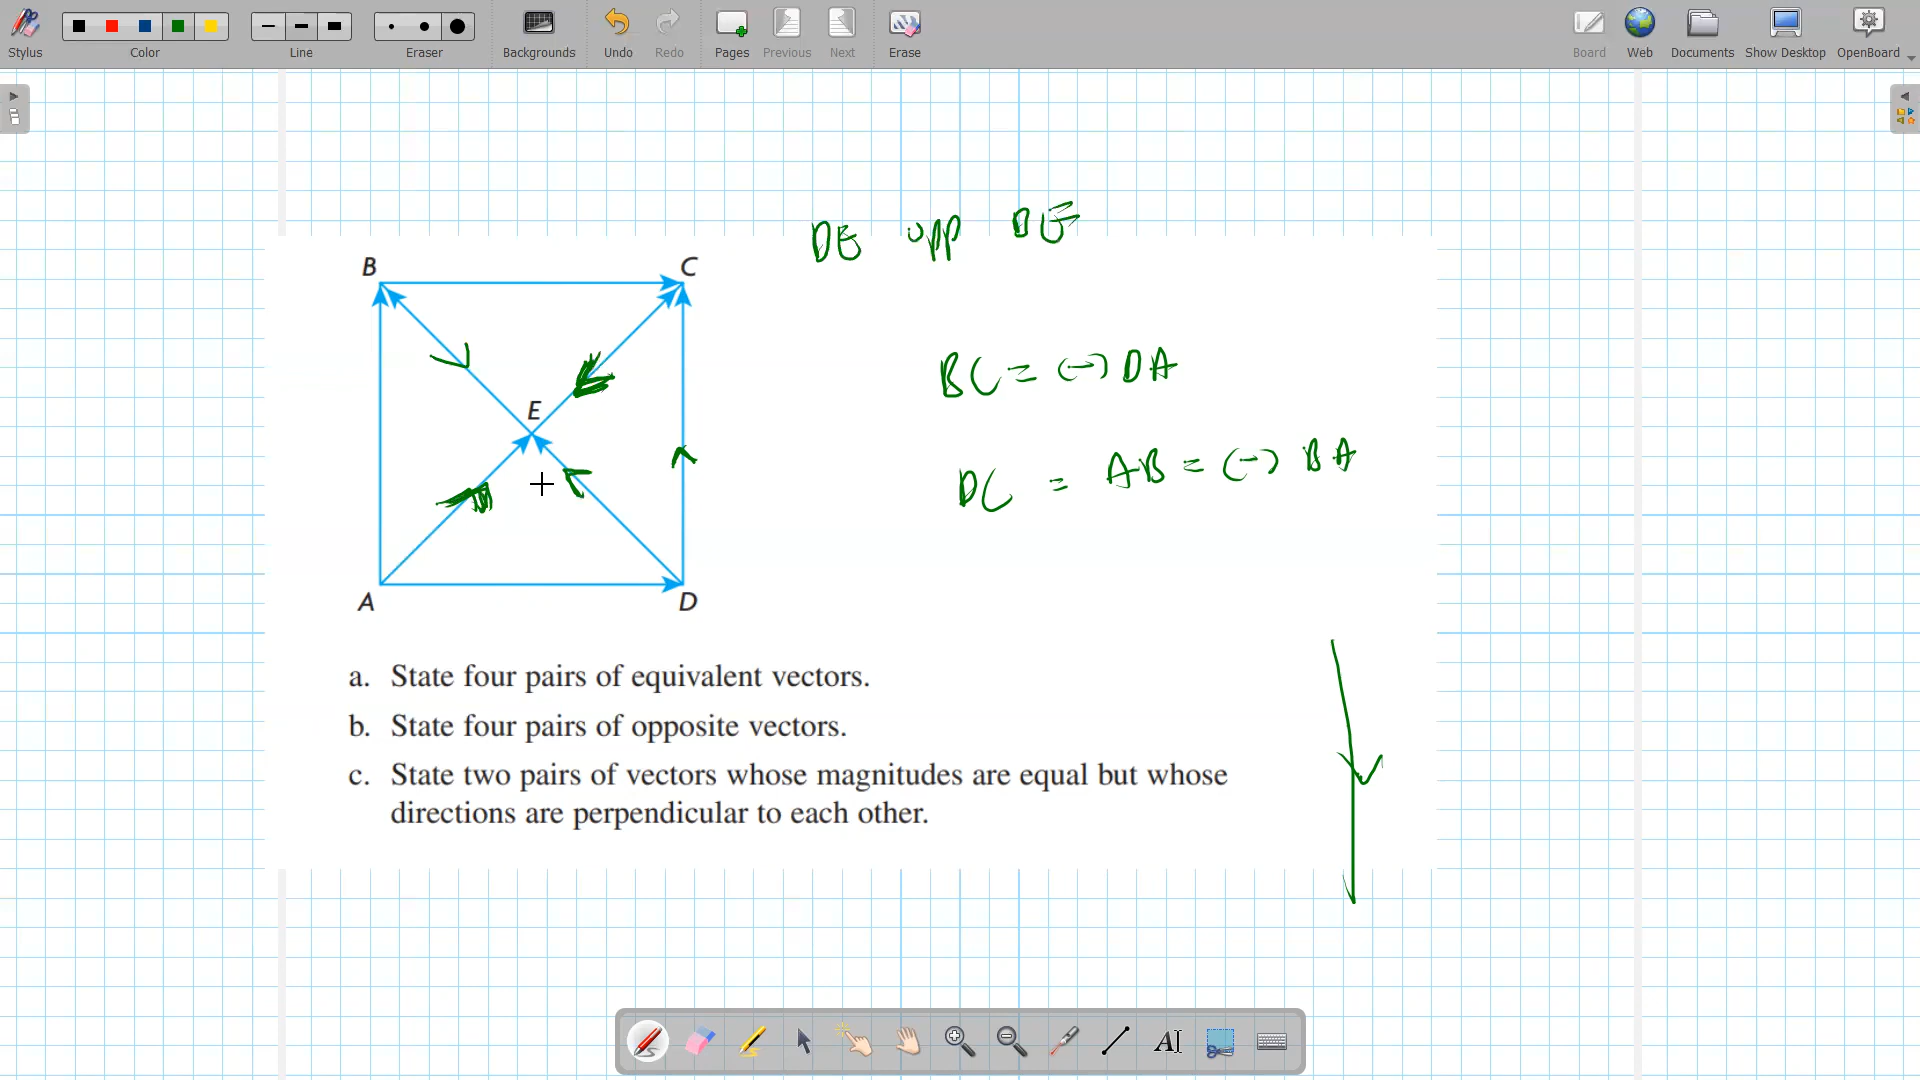 Stylus
Color
Line
Eraser
Backgrounds
Undo
Redo
Pages
Previous
Next
Erase
Board
Web
Documents
Show Desktop
OpenBoard
DE opp BE
B
C
E
A
D
BC = (-) DA
DC = AB = (-) BA
a. State four pairs of equivalent vectors.
b. State four pairs of opposite vectors.
c. State two pairs of vectors whose magnitudes are equal but whose
directions are perpendicular to each other.